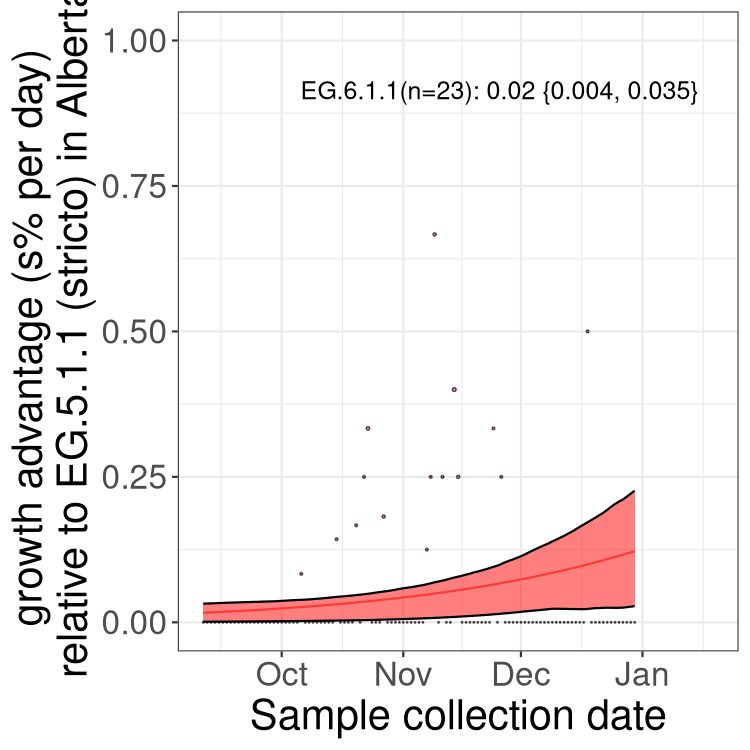 growth advantage (s% per day)
relative to EG.5.1.1 (stricto) in Alberta
1.00
0.75
0.50
0.25
0.00
EG.6.1.1(n=23): 0.02 {0.004, 0.035}
Oct Nov Dec Jan
Sample collection date